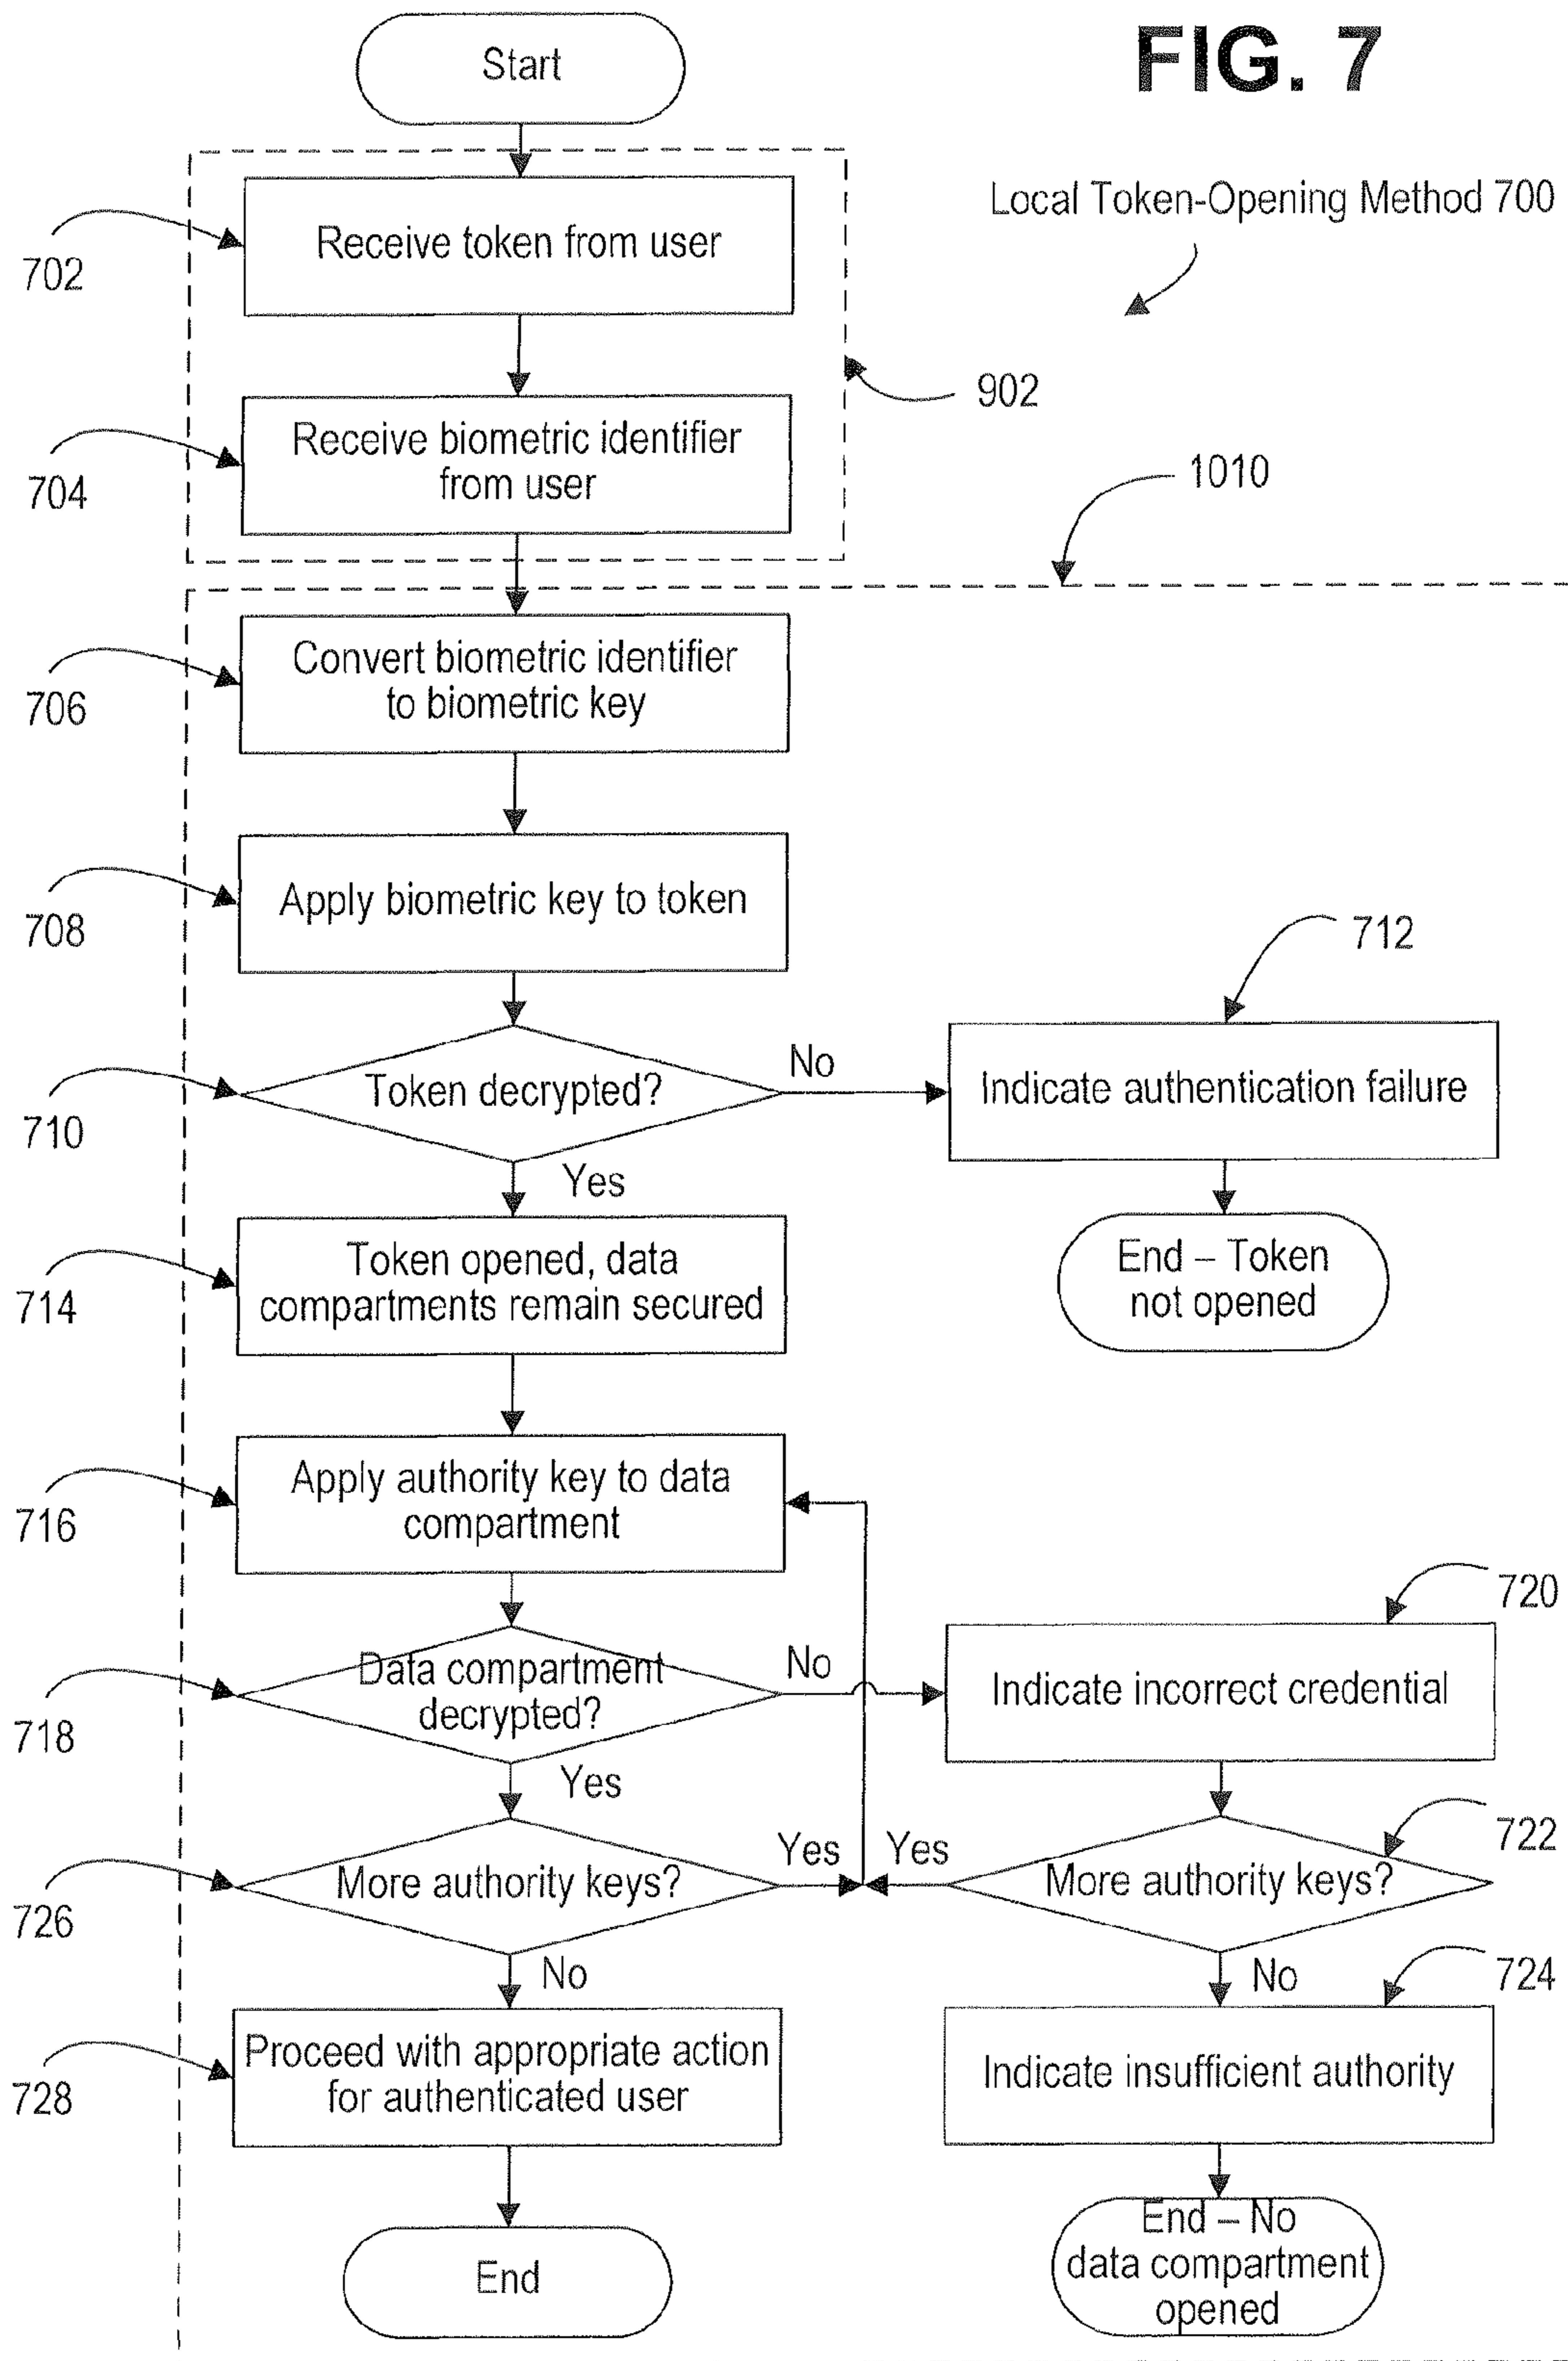 FIG. 7
Local Token-Opening Method 700
Start
702
Receive token from user
902
704
Receive biometric identifier
from user
1010
706
Convert biometric identifier
to biometric key
708
Apply biometric key to token
710
Token decrypted?
No
712
Indicate authentication failure
End – Token
not opened
Yes
714
Token opened, data
compartments remain secured
716
Apply authority key to data
compartment
718
Data compartment
decrypted?
No
720
Indicate incorrect credential
Yes
726
More authority keys?
Yes
Yes
722
More authority keys?
No
No
724
728
Proceed with appropriate action
for authenticated user
Indicate insufficient authority
End
End – No
data compartment
opened